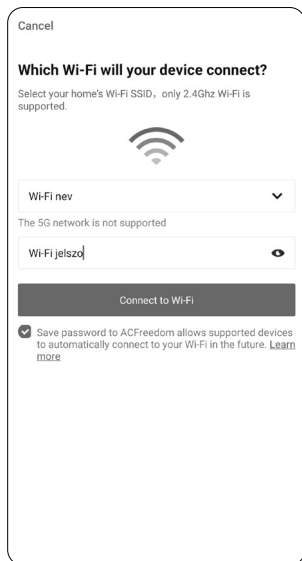 Cancel
Which Wi-Fi will your device connect?
Select your home's Wi-Fi SSID, only 2.4Ghz Wi-Fi is
supported.
Wi-Fi nev
The 5G network is not supported
Wi-Fi jelszo
Connect to Wi-Fi
Save password to ACFreedom allows supported devices
to automatically connect to your Wi-Fi in the future. Learn
more